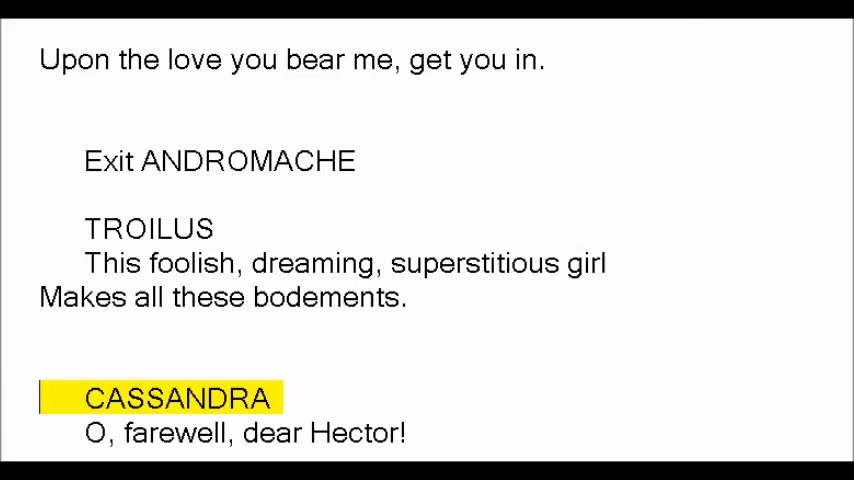 Upon the love you bear me, get you in.
Exit ANDROMACHE
TROILUS
This foolish, dreaming, superstitious girl
Makes all these bodements.
CASSANDRA
O, farewell, dear Hector!